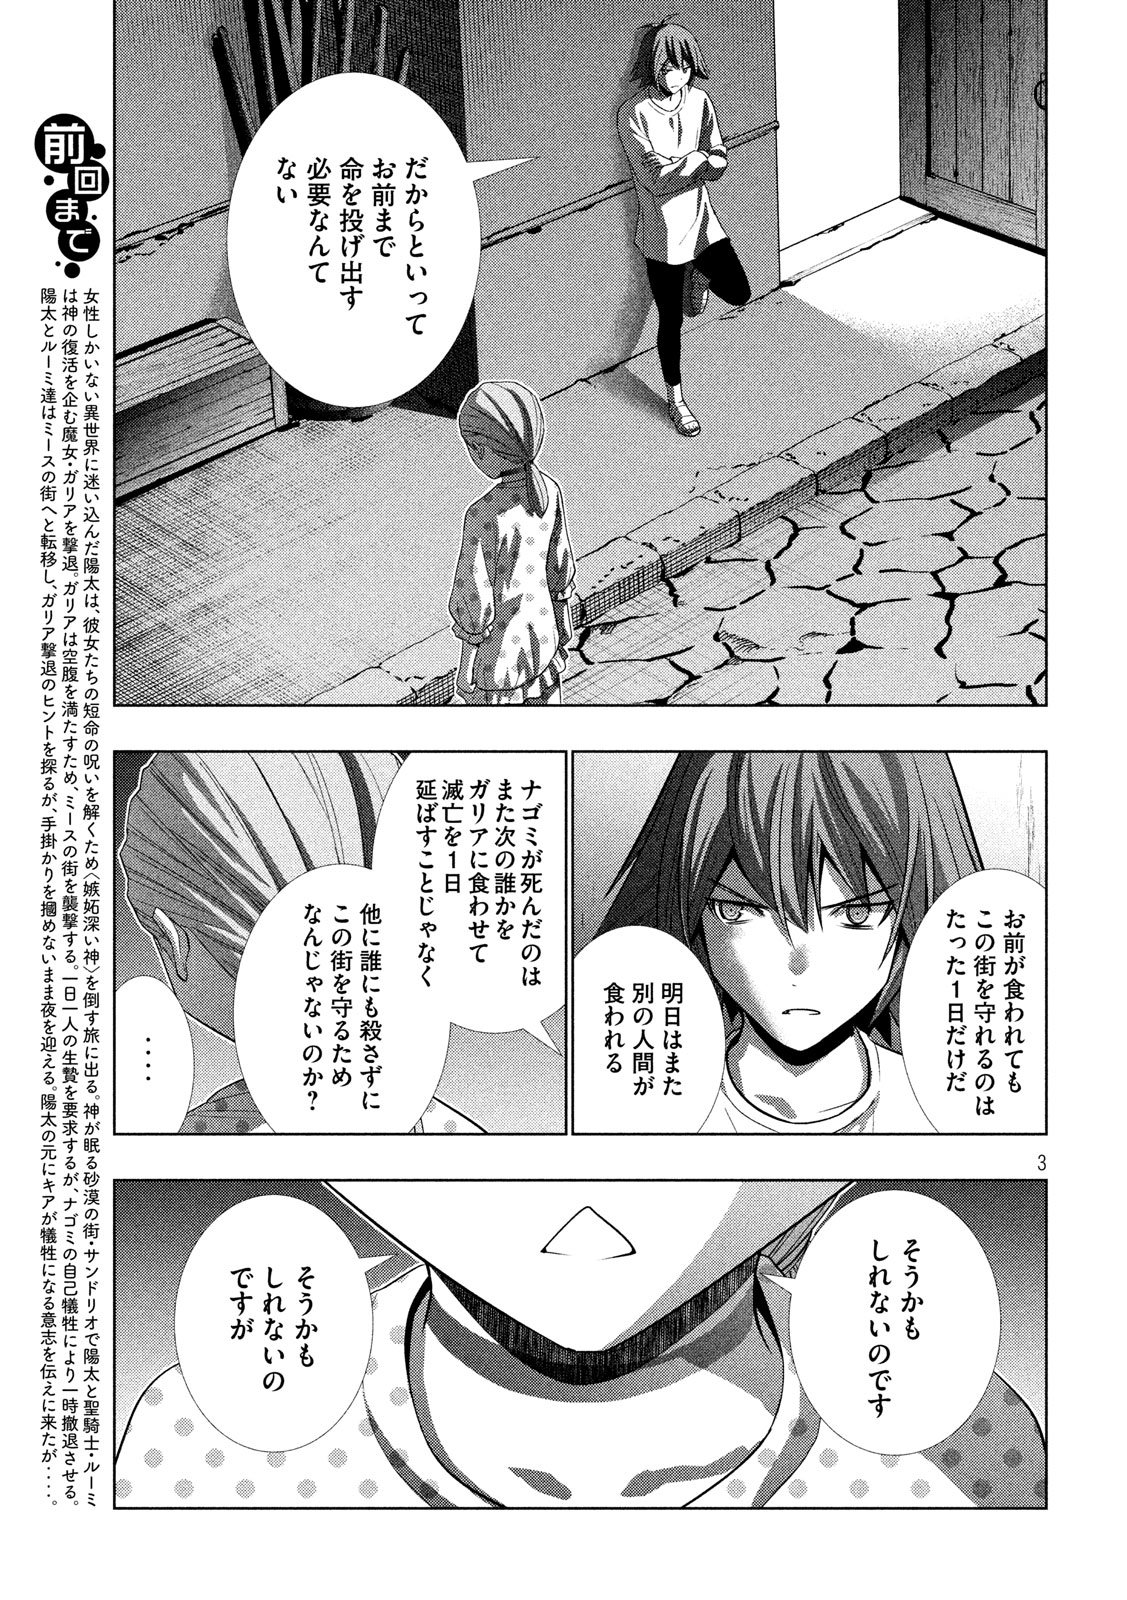 だからといって
お前まで
命を投げ出す
必要なんて
ない
お前が食われても
この街を守れるのは
たった１日だけだ
明日はまた
別の人間が
食われる
ナゴミが死んだのは
また次の誰かを
ガリアに食わせて
滅亡を１日
延ばすことじゃなく
他に誰にも殺さずに
この街を守るため
なんじゃないのか？
‥‥
3
そうかも
しれないのです
そうかも
しれないの
ですが
前回まで
女性しかいない異世界に迷い込んだ陽太は、彼女たちの短命の呪いを解くため〈嫉妬深い神〉を倒す旅に出る。神が眠る砂漠の街・サンドリオで陽太と聖騎士・ルーミ
は神の復活を企む魔女・ガリアを撃退。ガリアは空腹を満たすため、ミースの街を襲撃する。一日一人の生贄を要求するが、ナゴミの自己犠牲により一時撤退させる。
陽太とルーミ達はミースの街へと転移し、ガリア撃退のヒントを探るが、手掛かりを摑めないまま夜を迎える。陽太の元にキアが犠牲になる意志を伝えに来たが‥‥。